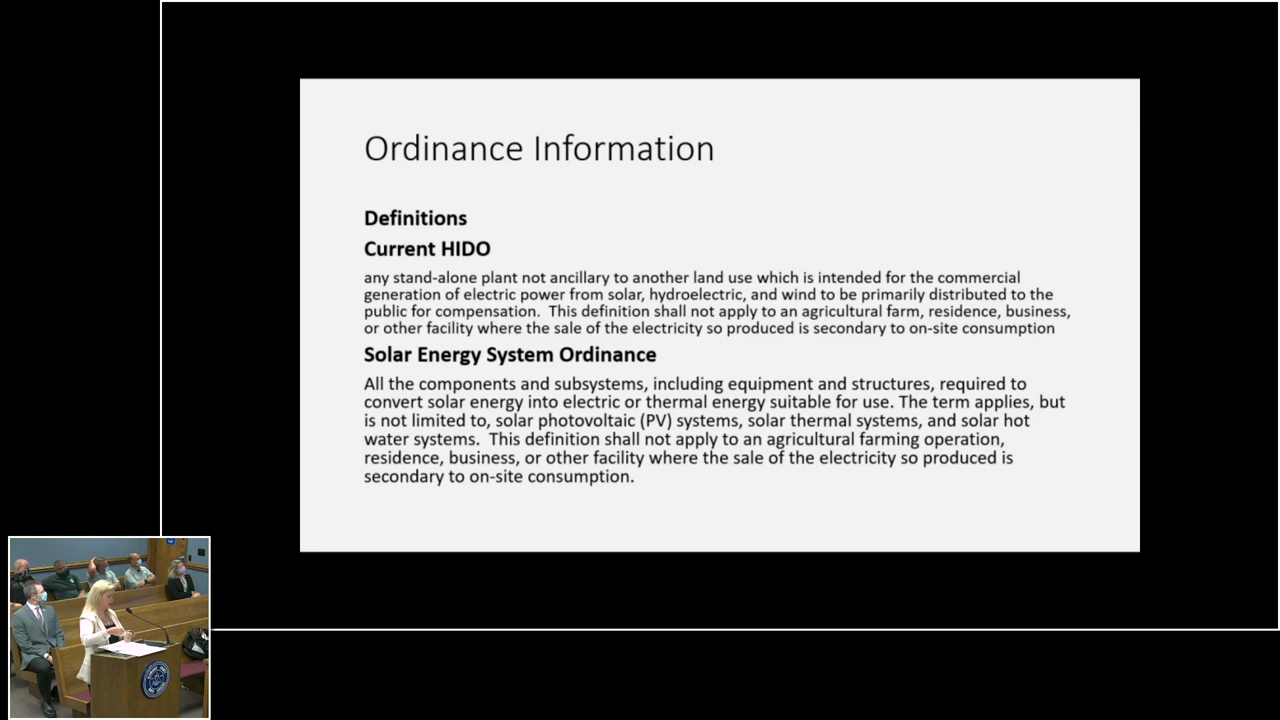 Ordinance Information
Definitions
Current HIDO
any stand-alone plant not ancillary to another land use which is intended for the commercial
generation of electric power from solar, hydroelectric, and wind to be primarily distributed to the
public for compensation.  This definition shall not apply to an agricultural farm, residence, business,
or other facility where the sale of the electricity so produced is secondary to on-site consumption
Solar Energy System Ordinance
All the components and subsystems, including equipment and structures, required to
convert solar energy into electric or thermal energy suitable for use. The term applies, but
is not limited to, solar photovoltaic (PV) systems, solar thermal systems, and solar hot
water systems.  This definition shall not apply to an agricultural farming operation,
residence, business, or other facility where the sale of the electricity so produced is
secondary to on-site consumption.